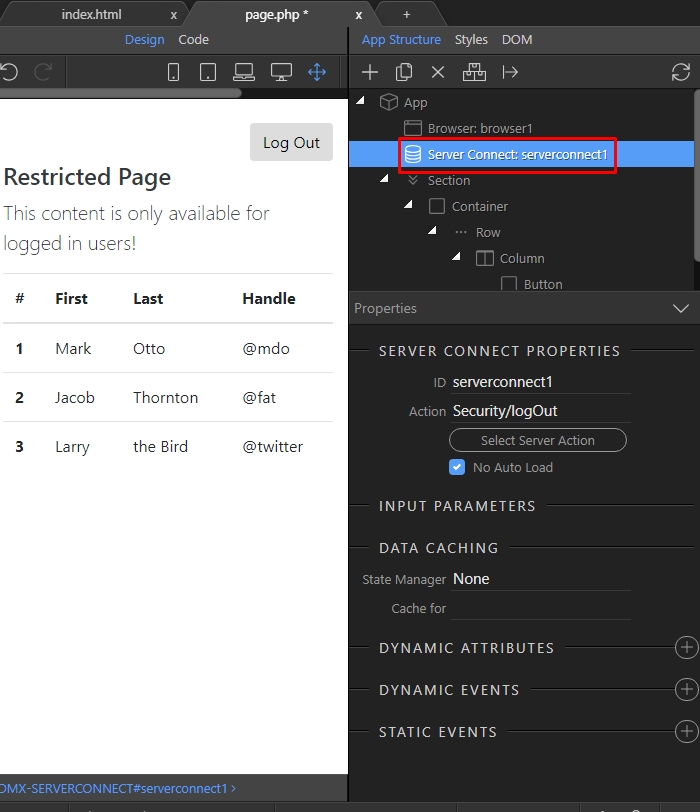 index.html x page.php * x +
Design Code
App Structure Styles DOM
Log Out
Restricted Page
This content is only available for
logged in users!
# First Last Handle
1 Mark Otto @mdo
2 Jacob Thornton @fat
3 Larry the Bird @twitter
App
Browser: browser1
Server Connect: serverconnect1
Section
Container
Row
Column
Button
Properties
SERVER CONNECT PROPERTIES
ID serverconnect1
Action Security/logOut
Select Server Action
No Auto Load
INPUT PARAMETERS
DATA CACHING
State Manager None
Cache for
DYNAMIC ATTRIBUTES
DYNAMIC EVENTS
STATIC EVENTS
DMX-SERVERCONNECT#serverconnect1 ›